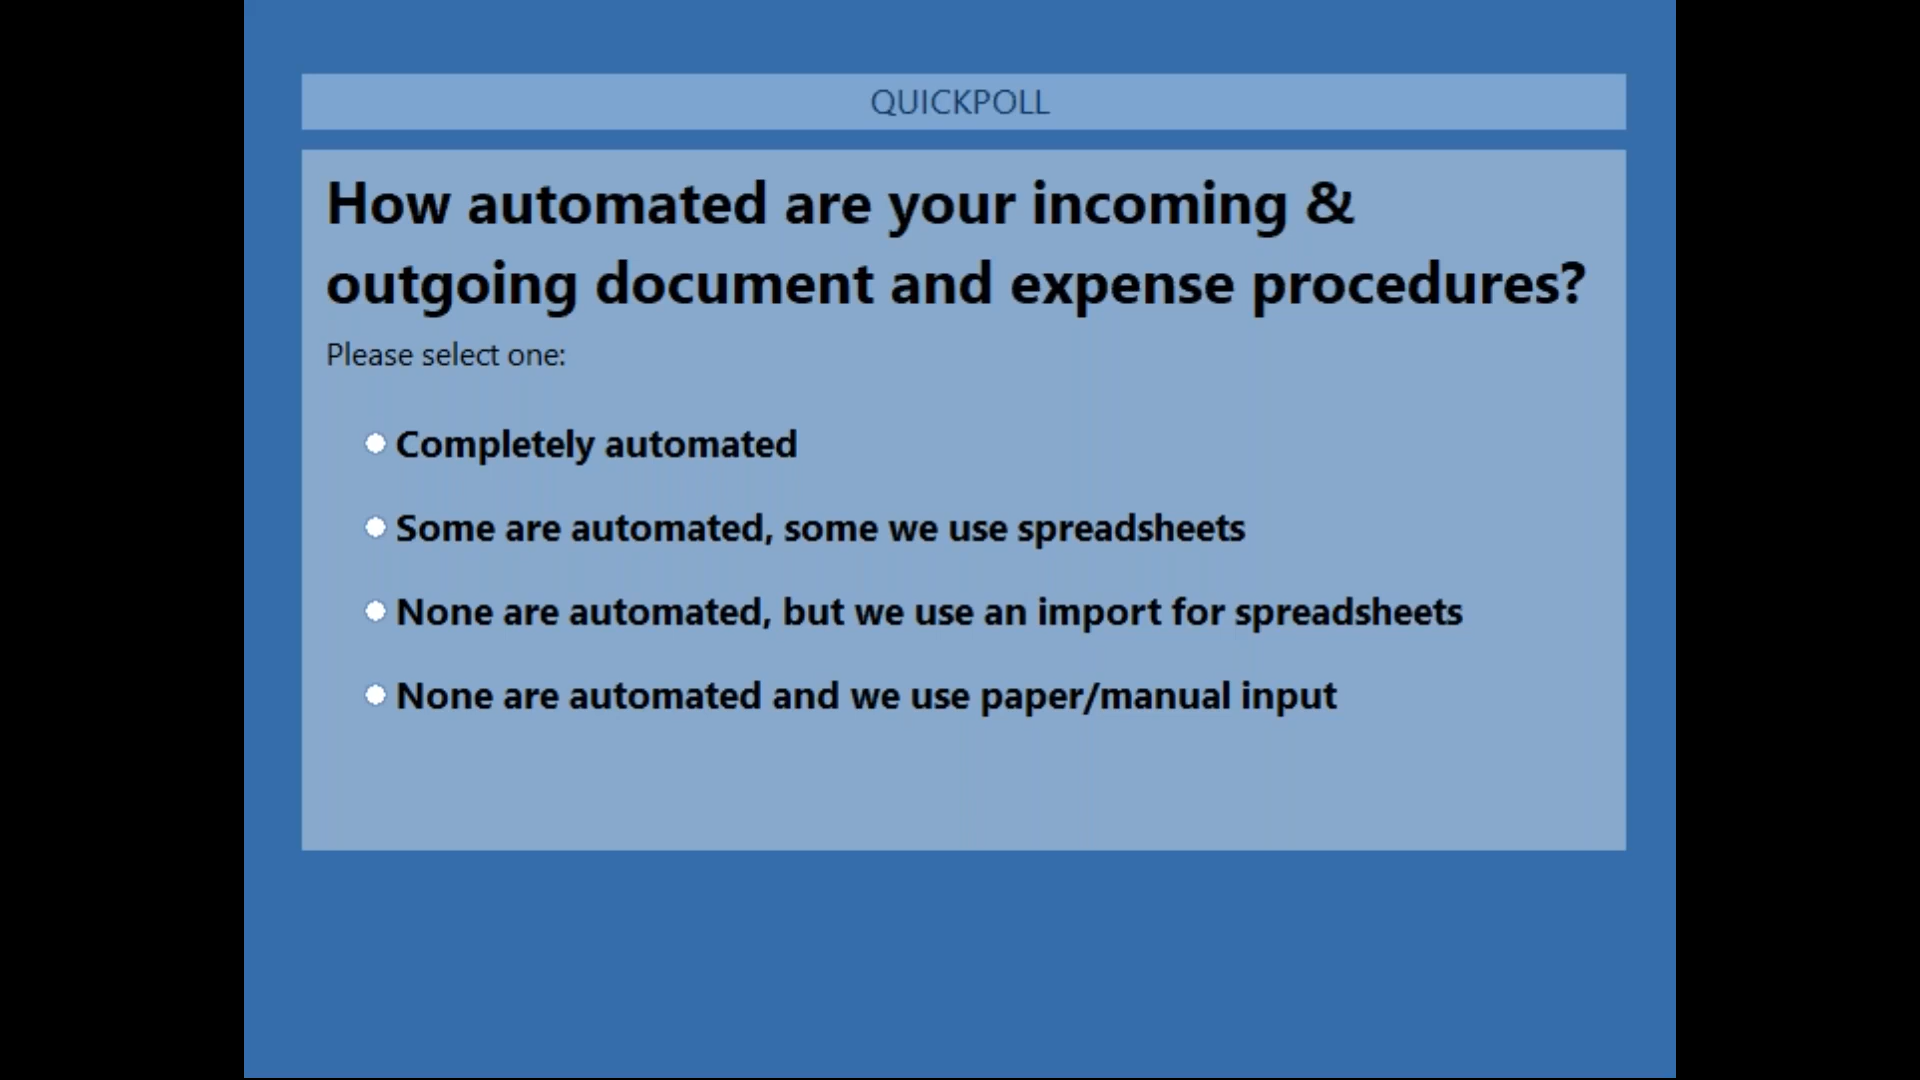 QUICKPOLL
How automated are your incoming &
outgoing document and expense procedures?
Please select one:
Completely automated
Some are automated, some we use spreadsheets
None are automated, but we use an import for spreadsheets
None are automated and we use paper/manual input